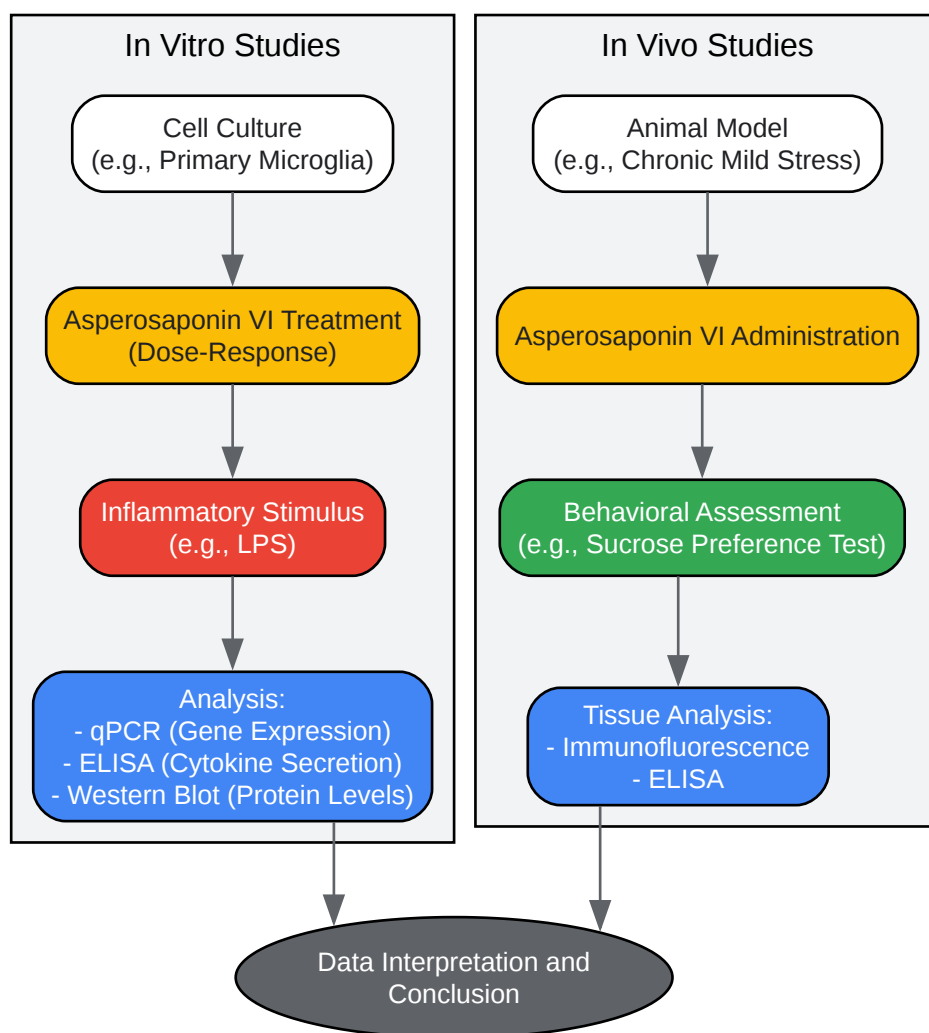 In Vitro Studies
Cell Culture
(e.g., Primary Microglia)
Asperosaponin VI Treatment
(Dose-Response)
Inflammatory Stimulus
(e.g., LPS)
Analysis:
- qPCR (Gene Expression)
- ELISA (Cytokine Secretion)
- Western Blot (Protein Levels)
In Vivo Studies
Animal Model
(e.g., Chronic Mild Stress)
Asperosaponin VI Administration
Behavioral Assessment
(e.g., Sucrose Preference Test)
Tissue Analysis:
- Immunofluorescence
- ELISA
Data Interpretation and
Conclusion